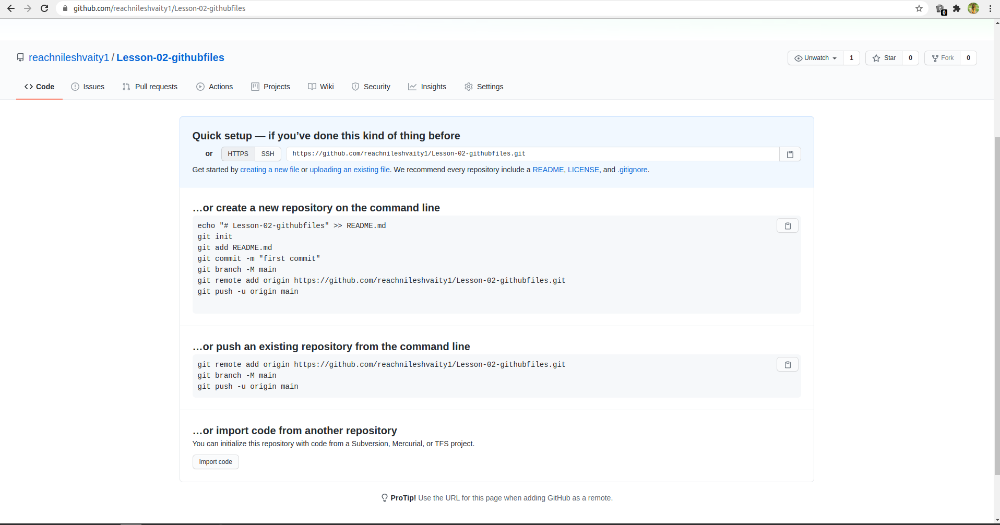 github.com/reachnileshvaity1/Lesson-02-githubfiles
0
reachnileshvaity1 / Lesson-02-githubfiles
Unwatch 1 Star 0 Fork 0
Code Issues Pull requests Actions Projects Wiki Security Insights Settings
Quick setup — if you’ve done this kind of thing before
or HTTPS SSH https://github.com/reachnileshvaity1/Lesson-02-githubfiles.git
Get started by creating a new file or uploading an existing file. We recommend every repository include a README, LICENSE, and .gitignore.
…or create a new repository on the command line
echo "# Lesson-02-githubfiles" >> README.md
git init
git add README.md
git commit -m "first commit"
git branch -M main
git remote add origin https://github.com/reachnileshvaity1/Lesson-02-githubfiles.git
git push -u origin main
…or push an existing repository from the command line
git remote add origin https://github.com/reachnileshvaity1/Lesson-02-githubfiles.git
git branch -M main
git push -u origin main
…or import code from another repository
You can initialize this repository with code from a Subversion, Mercurial, or TFS project.
Import code
ProTip! Use the URL for this page when adding GitHub as a remote.